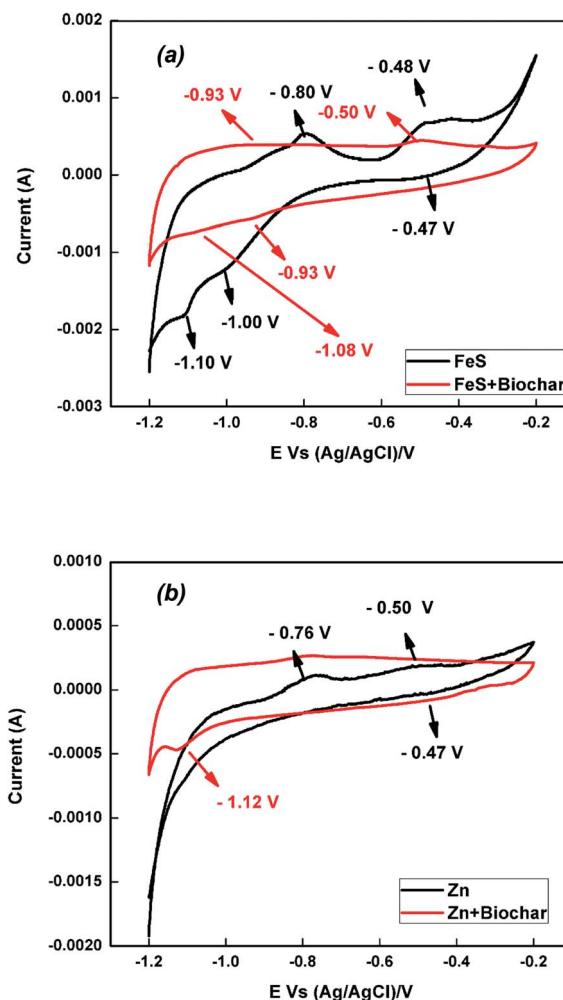 (a)
0.002
0.001
0.000
-0.001
-0.002
-0.003
Current (A)
-0.93 V
- 0.80 V
- 0.48 V
-0.50 V
- 0.47 V
-0.93 V
-1.00 V
-1.08 V
-1.10 V
FeS
FeS+Biochar
-1.2 -1.0 -0.8 -0.6 -0.4 -0.2
E Vs (Ag/AgCl)/V
(b)
0.0010
0.0005
0.0000
-0.0005
-0.0010
-0.0015
-0.0020
Current (A)
- 0.76 V
- 0.50 V
- 0.47 V
- 1.12 V
Zn
Zn+Biochar
-1.2 -1.0 -0.8 -0.6 -0.4 -0.2
E Vs (Ag/AgCl)/V